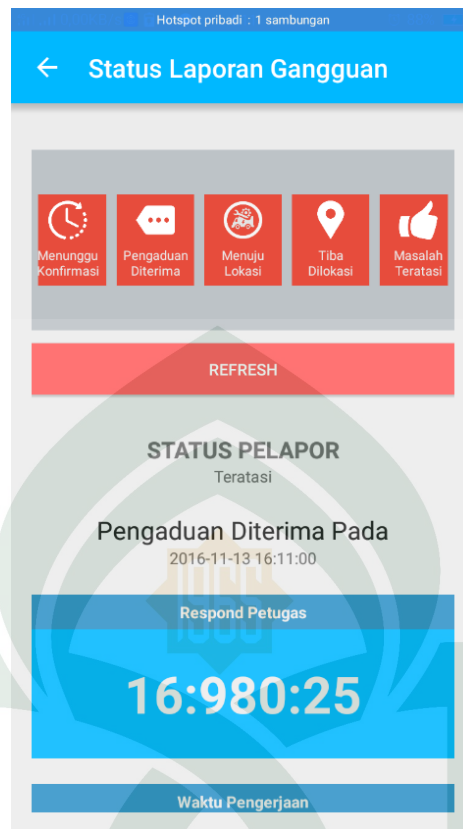 Hotspot pribadi : 1 sambungan
Status Laporan Gangguan
Menunggu Konfirmasi
Pengaduan Diterima
Menuju Lokasi
Tiba Dilokasi
Masalah Teratasi
REFRESH
STATUS PELAPOR
Teratasi
Pengaduan Diterima Pada
2016-11-13 16:11:00
1965
Respond Petugas
16:980:25
Waktu Pengerjaan